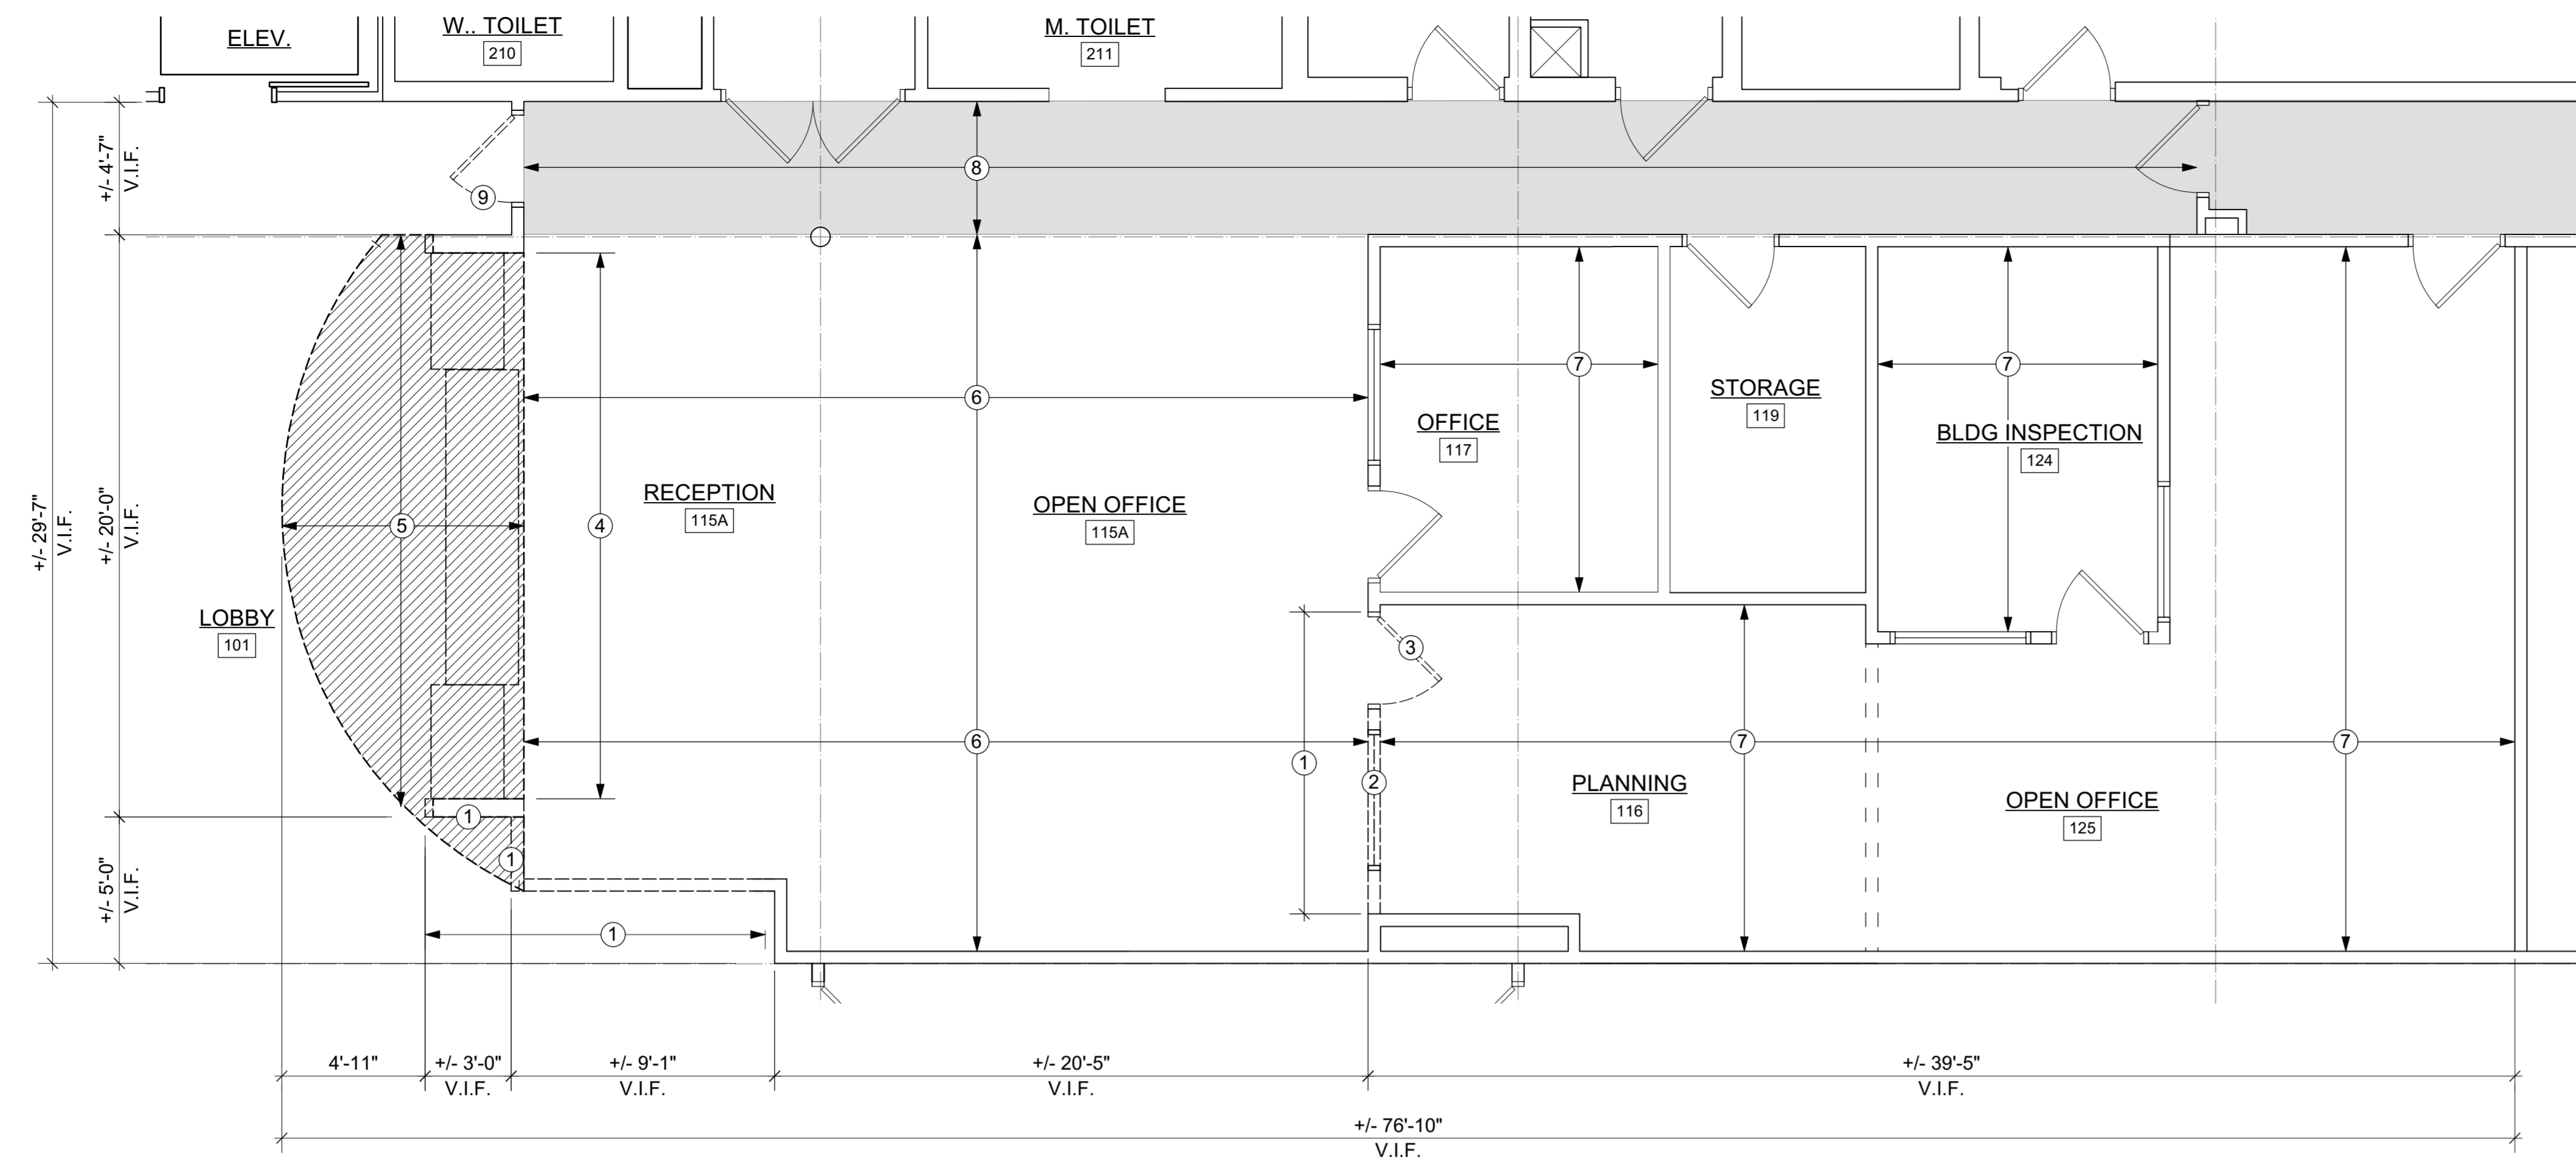 ELEV.
W.. TOILET
210
M. TOILET
211
+/- 4'-7"
V.I.F.
8
9
+/- 29'-7"
V.I.F.
+/- 20'-0"
V.I.F.
5
4
6
7
7
OFFICE
117
STORAGE
119
BLDG INSPECTION
124
RECEPTION
115A
OPEN OFFICE
115A
LOBBY
101
3
6
1
2
7
7
PLANNING
116
OPEN OFFICE
125
1
1
+/- 5'-0"
V.I.F.
1
4'-11"
+/- 3'-0"
V.I.F.
+/- 9'-1"
V.I.F.
+/- 20'-5"
V.I.F.
+/- 39'-5"
V.I.F.
+/- 76'-10"
V.I.F.